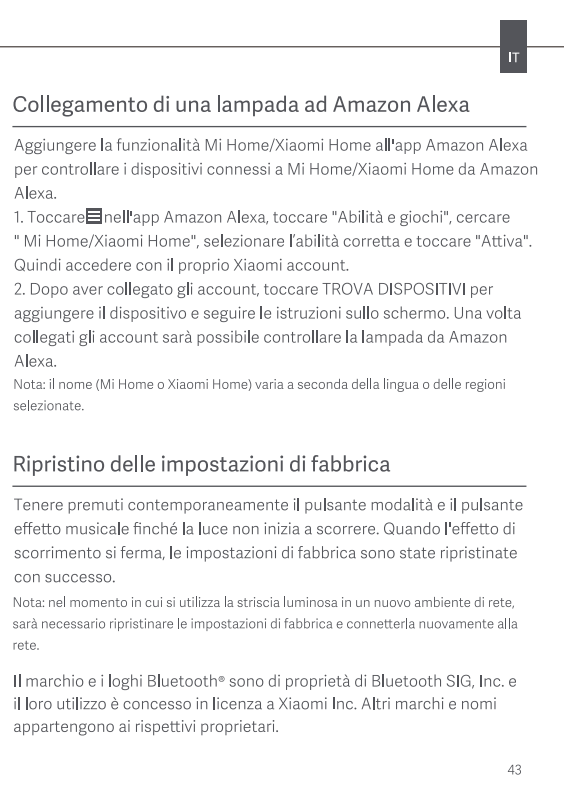 IT
Collegamento di una lampada ad Amazon Alexa
Aggiungere la funzionalità Mi Home/Xiaomi Home all'app Amazon Alexa
per controllare i dispositivi connessi a Mi Home/Xiaomi Home da Amazon
Alexa.
1. Toccare nell'app Amazon Alexa, toccare "Abilità e giochi", cercare
" Mi Home/Xiaomi Home", selezionare l’abilità corretta e toccare "Attiva".
Quindi accedere con il proprio Xiaomi account.
2. Dopo aver collegato gli account, toccare TROVA DISPOSITIVI per
aggiungere il dispositivo e seguire le istruzioni sullo schermo. Una volta
collegati gli account sarà possibile controllare la lampada da Amazon
Alexa.
Nota: il nome (Mi Home o Xiaomi Home) varia a seconda della lingua o delle regioni
selezionate.
Ripristino delle impostazioni di fabbrica
Tenere premuti contemporaneamente il pulsante modalità e il pulsante
effetto musicale finché la luce non inizia a scorrere. Quando l'effetto di
scorrimento si ferma, le impostazioni di fabbrica sono state ripristinate
con successo.
Nota: nel momento in cui si utilizza la striscia luminosa in un nuovo ambiente di rete,
sarà necessario ripristinare le impostazioni di fabbrica e connetterla nuovamente alla
rete.
Il marchio e i loghi Bluetooth® sono di proprietà di Bluetooth SIG, Inc. e
il loro utilizzo è concesso in licenza a Xiaomi Inc. Altri marchi e nomi
appartengono ai rispettivi proprietari.
43